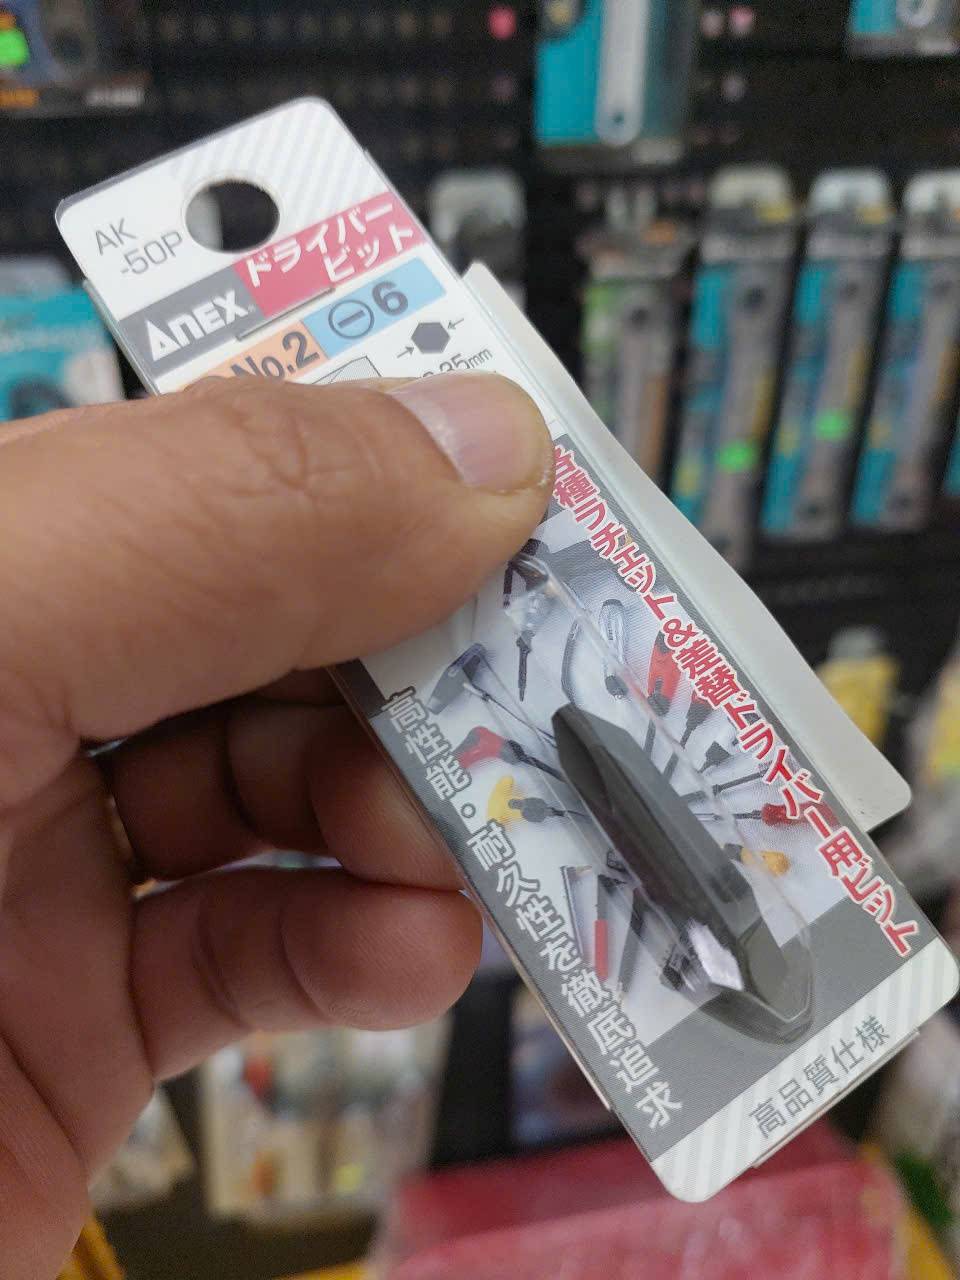 AK
-50P
ドライバー
ビット
ANEX
No.2
⊖6
.35mm
各種ラチェット&差替ドライバー用ビット
高性能・耐久性を徹底追求
高品質仕様